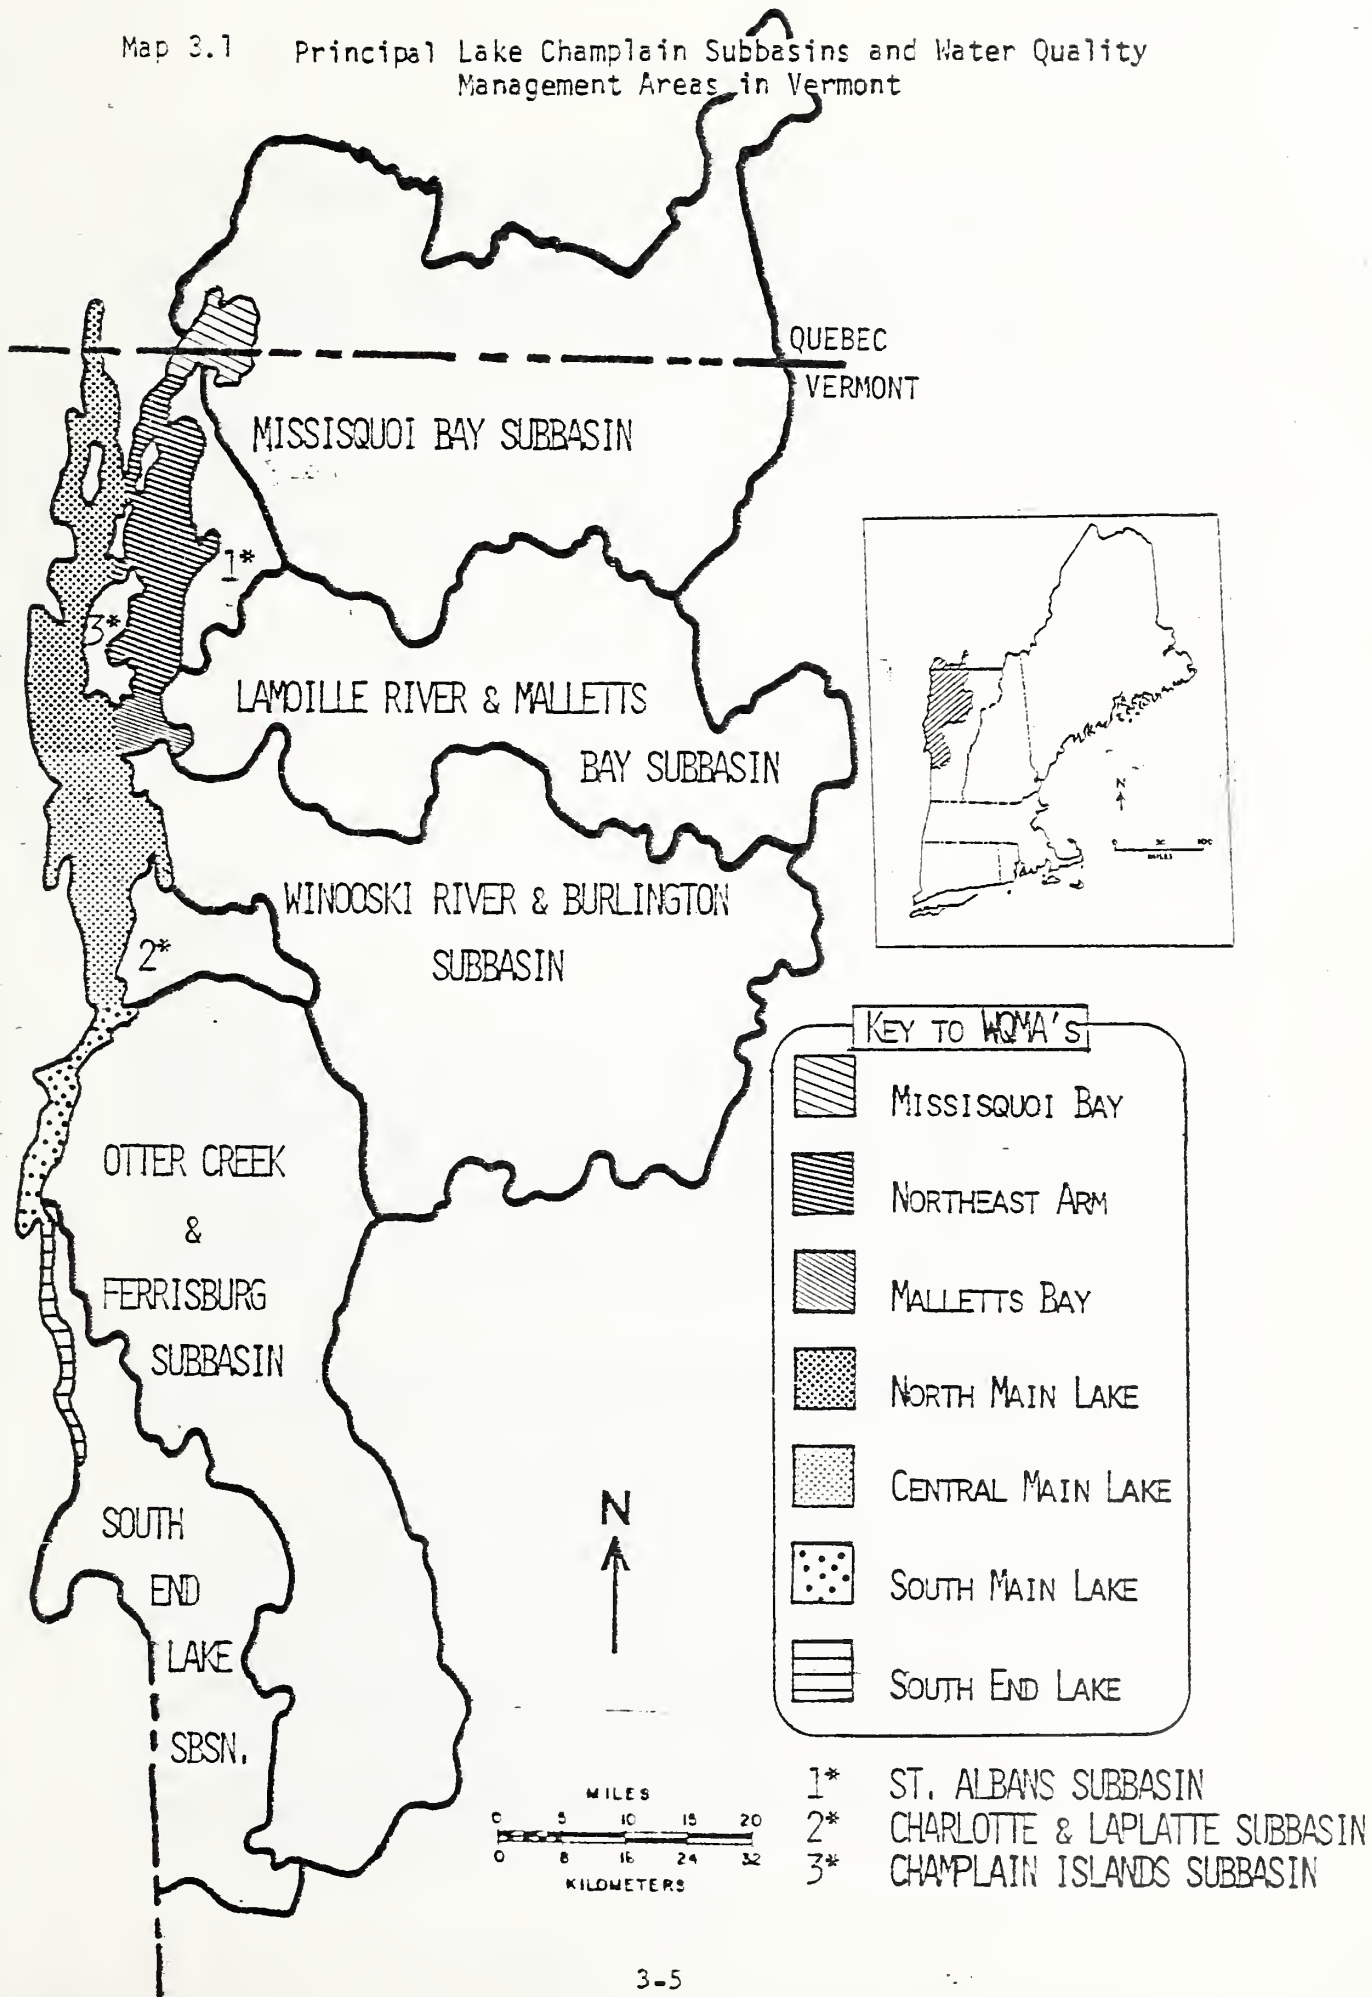 Map 3.1 Principal Lake Champlain Subbasins and Water Quality
Management Areas in Vermont
QUEBEC
VERMONT
MISSISQUOI BAY SUBBASIN
1*
3*
LAMOILLE RIVER & MALLETTS
BAY SUBBASIN
WINOOSKI RIVER & BURLINGTON
SUBBASIN
2*
N
MILES
KEY TO WQMA'S
MISSISQUOI BAY
NORTHEAST ARM
MALLETTS BAY
NORTH MAIN LAKE
CENTRAL MAIN LAKE
SOUTH MAIN LAKE
SOUTH END LAKE
OTTER CREEK
&
FERRISBURG
SUBBASIN
SOUTH
END
LAKE
SBSN.
N
MILES
0 5 10 15 20
0 8 16 24 32
KILOMETERS
1* ST. ALBANS SUBBASIN
2* CHARLOTTE & LAPLATTE SUBBASIN
3* CHAMPLAIN ISLANDS SUBBASIN
3-5